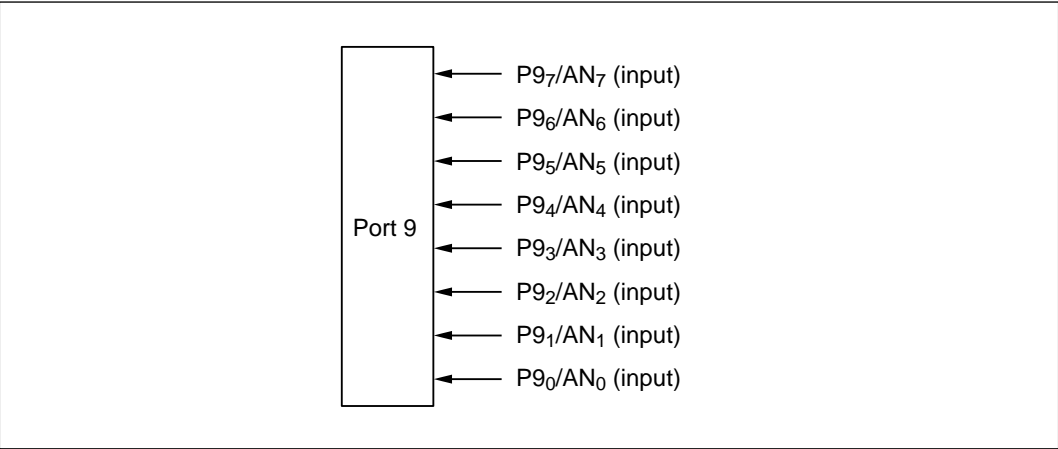 P9₇/AN₇ (input)
P9₆/AN₆ (input)
P9₅/AN₅ (input)
P9₄/AN₄ (input)
Port 9
P9₃/AN₃ (input)
P9₂/AN₂ (input)
P9₁/AN₁ (input)
P9₀/AN₀ (input)